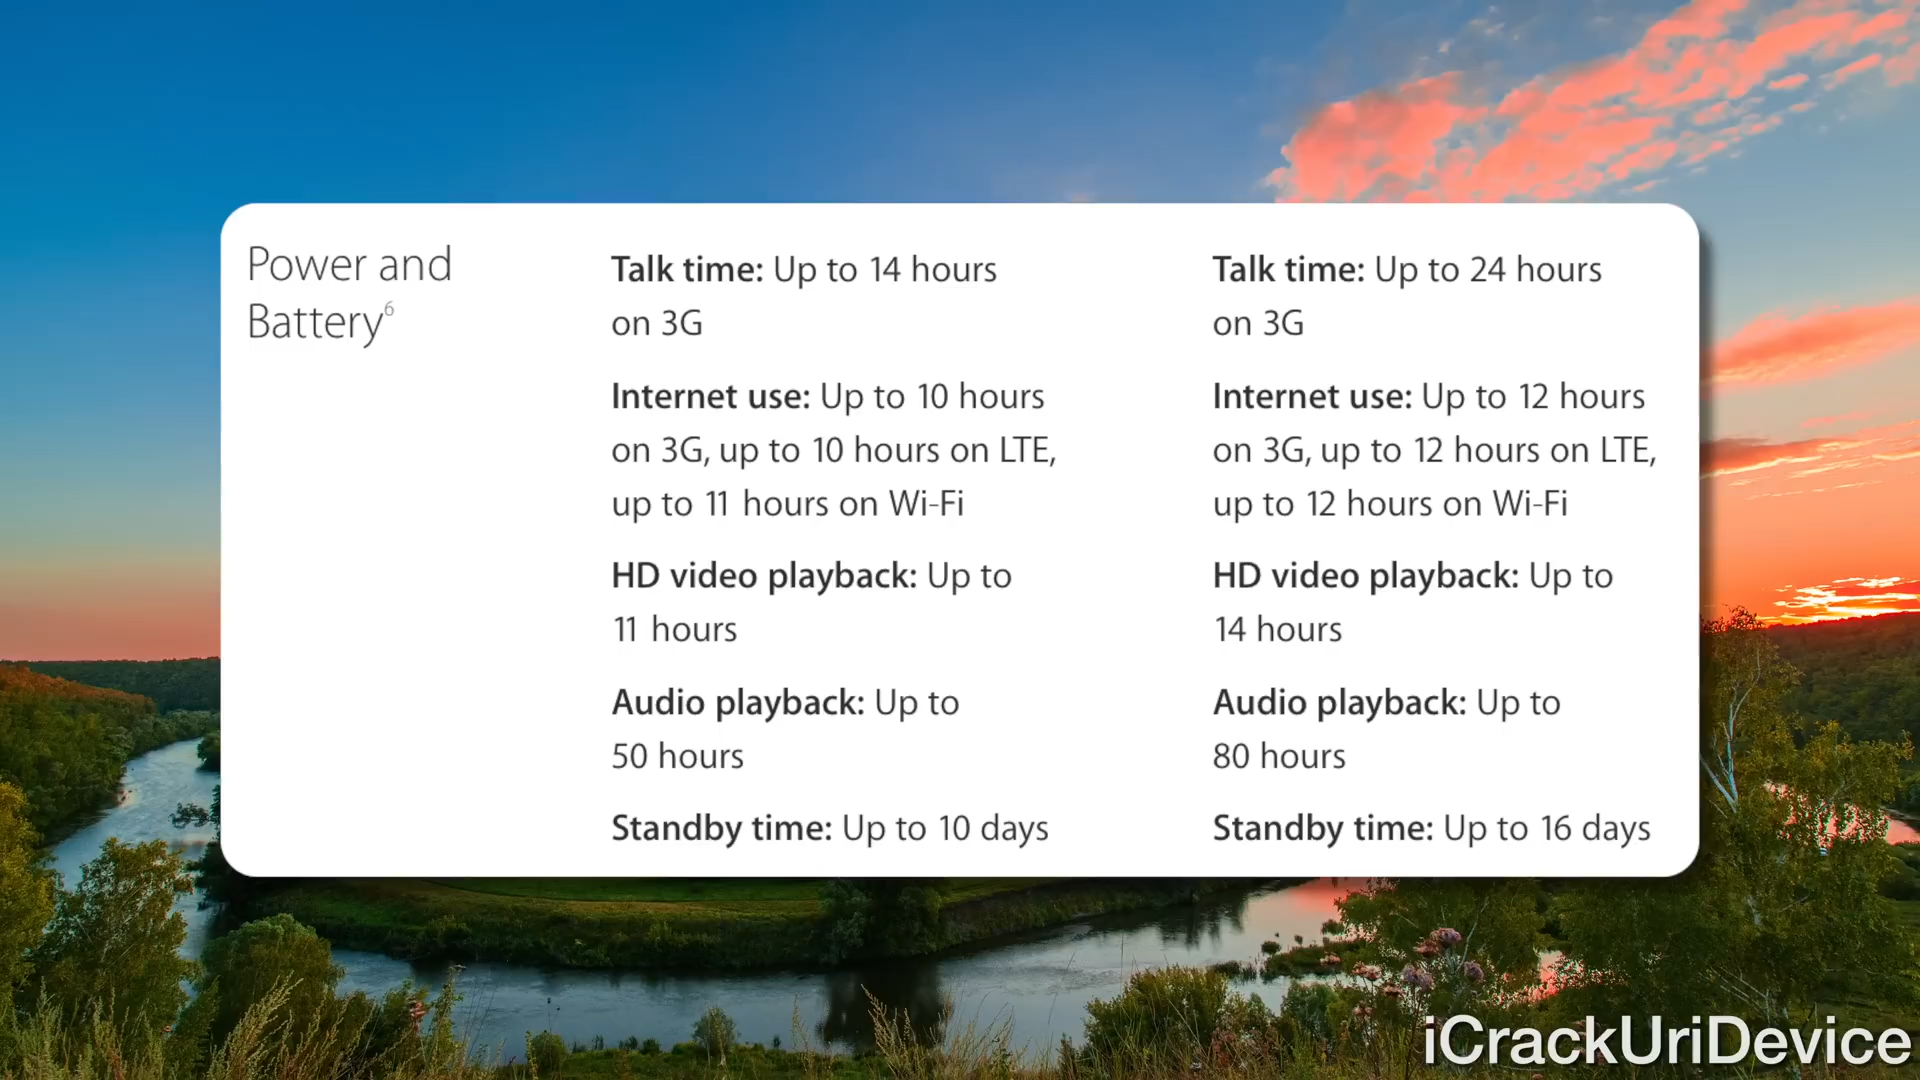 Power and
Battery6
Talk time: Up to 14 hours
on 3G
Internet use: Up to 10 hours
on 3G, up to 10 hours on LTE,
up to 11 hours on Wi-Fi
HD video playback: Up to
11 hours
Audio playback: Up to
50 hours
Standby time: Up to 10 days
Talk time: Up to 24 hours
on 3G
Internet use: Up to 12 hours
on 3G, up to 12 hours on LTE,
up to 12 hours on Wi-Fi
HD video playback: Up to
14 hours
Audio playback: Up to
80 hours
Standby time: Up to 16 days
iCrackUriDevice